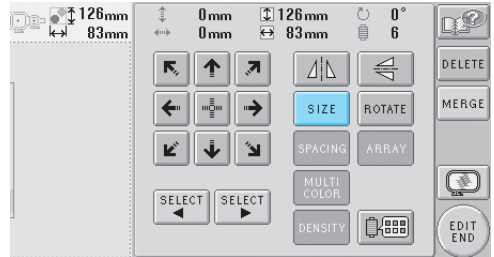 126mm 0mm 126mm 0°
83mm 0mm 83mm 6
DELETE
SIZE ROTATE MERGE
SPACING ARRAY
MULTI
COLOR
SELECT SELECT
DENSITY
EDIT
END